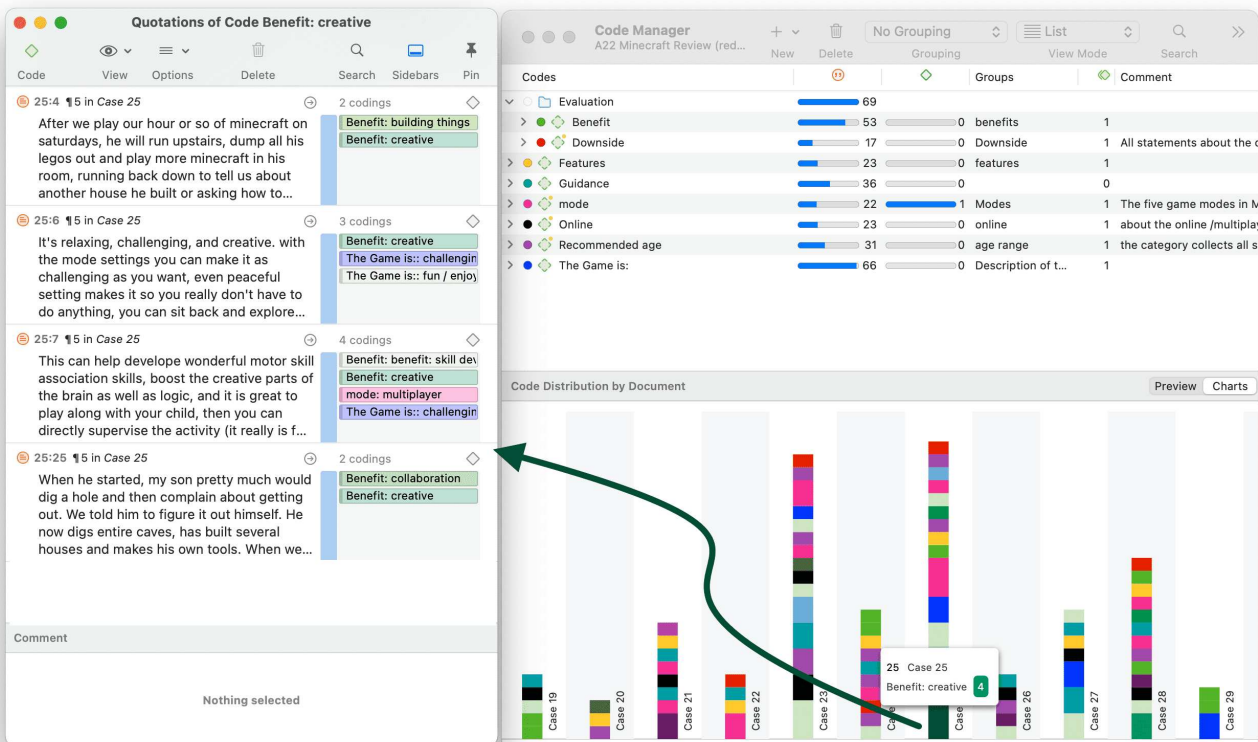 Quotations of Code Benefit: creative
Code
View
Options
Delete
Search
Sidebars
Pin
25:4 ¶ 5 in Case 25
2 codings
After we play our hour or so of minecraft on
saturdays, he will run upstairs, dump all his
legos out and play more minecraft in his
room, running back down to tell us about
another house he built or asking how to...
Benefit: building things
Benefit: creative
25:6 ¶ 5 in Case 25
3 codings
It's relaxing, challenging, and creative. with
the mode settings you can make it as
challenging as you want, even peaceful
setting makes it so you really don't have to
do anything, you can sit back and explore...
Benefit: creative
The Game is:: challengin
The Game is:: fun / enjoy
25:7 ¶ 5 in Case 25
4 codings
This can help develope wonderful motor skill
association skills, boost the creative parts of
the brain as well as logic, and it is great to
play along with your child, then you can
directly supervise the activity (it really is f...
Benefit: benefit: skill dev
Benefit: creative
mode: multiplayer
The Game is:: challengin
25:25 ¶ 5 in Case 25
2 codings
When he started, my son pretty much would
dig a hole and then complain about getting
out. We told him to figure it out himself. He
now digs entire caves, has built several
houses and makes his own tools. When we...
Benefit: collaboration
Benefit: creative
Comment
Nothing selected
Code Manager
A22 Minecraft Review (red...
New
Delete
No Grouping
Grouping
List
View Mode
Search
Codes
Groups
Comment
Evaluation 69
Benefit 53 0 benefits 1
Downside 17 0 Downside 1 All statements about the
Features 23 0 features 1
Guidance 36 0 0
mode 22 1 Modes 1 The five game modes in M
Online 23 0 online 1 about the online /multiplay
Recommended age 31 0 age range 1 the category collects all s
The Game is: 66 0 Description of t... 1
Code Distribution by Document
Preview
Charts
25 Case 25
Benefit: creative 4
Case 19
Case 20
Case 21
Case 22
Case 23
Case 26
Case 27
Case 28
Case 29